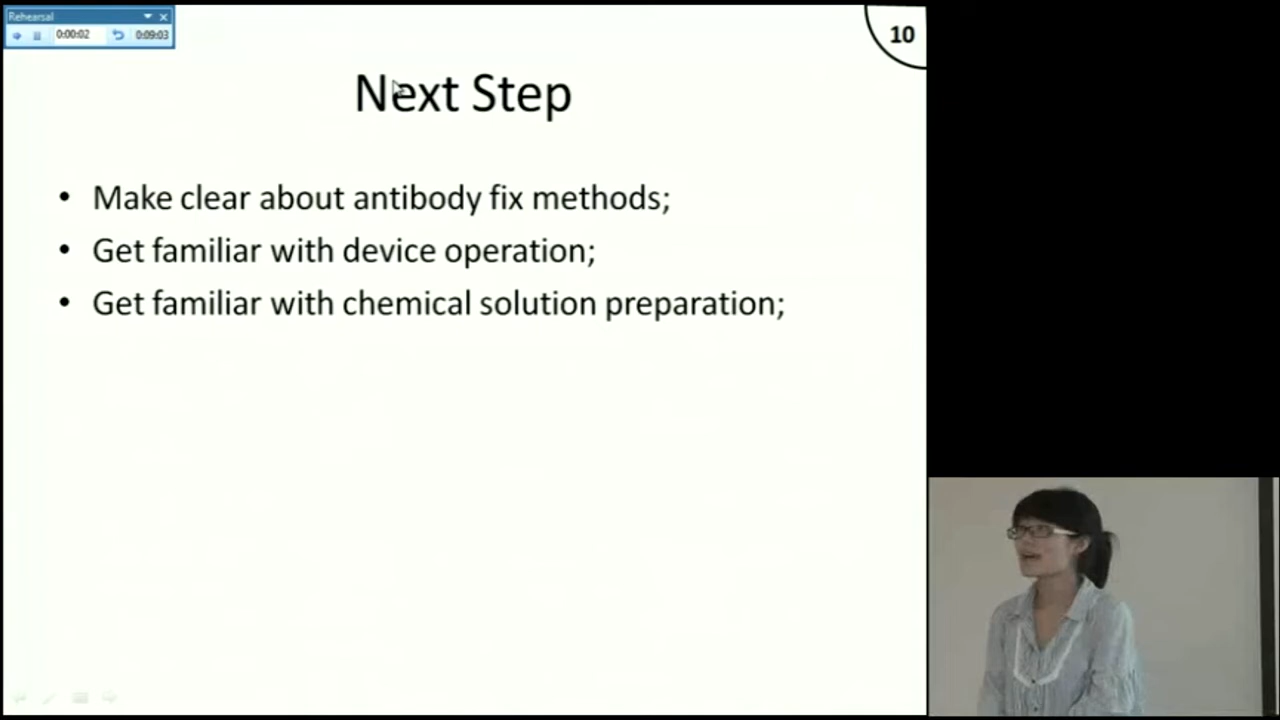 Rehearsal
0:00:02 0:09:03
10
Next Step
• Make clear about antibody fix methods;
• Get familiar with device operation;
• Get familiar with chemical solution preparation;